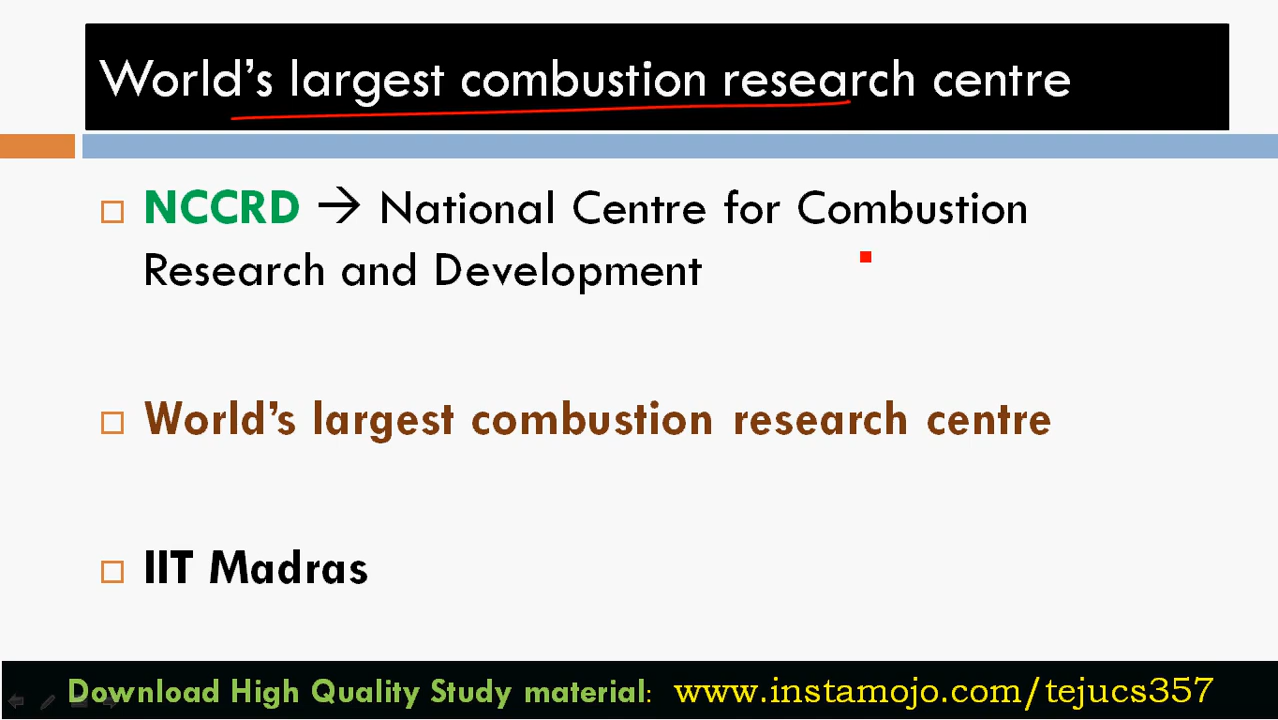 World's largest combustion research centre
NCCRD → National Centre for Combustion
Research and Development
World's largest combustion research centre
IIT Madras
Download High Quality Study material: www.instamojo.com/tejucs357